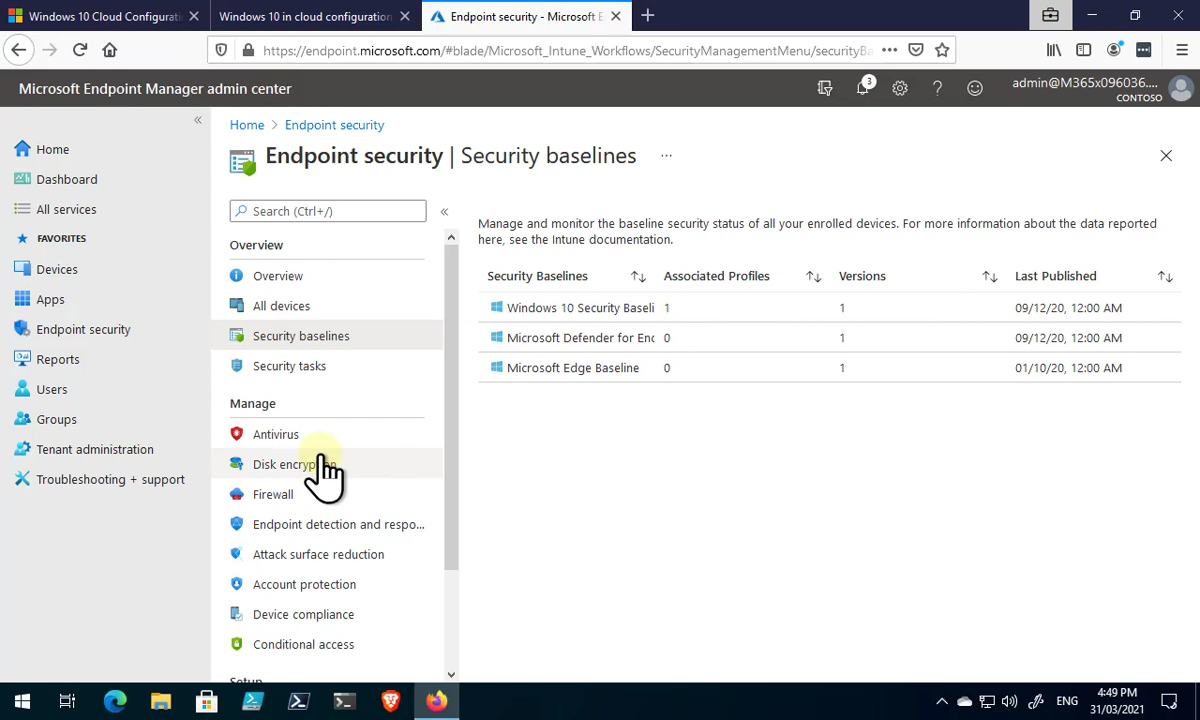 Windows 10 Cloud Configurati
Windows 10 in cloud configuration
Endpoint security - Microsoft E
https://endpoint.microsoft.com/#blade/Microsoft_Intune_Workflows/SecurityManagementMenu/securityBa
Microsoft Endpoint Manager admin center
3
admin@M365x096036....
CONTOSO
Home
Dashboard
All services
FAVORITES
Devices
Apps
Endpoint security
Reports
Users
Groups
Tenant administration
Troubleshooting + support
Home > Endpoint security
Endpoint security | Security baselines ...
Search (Ctrl+/)
Overview
Overview
All devices
Security baselines
Security tasks
Manage
Antivirus
Disk encryption
Firewall
Endpoint detection and respo...
Attack surface reduction
Account protection
Device compliance
Conditional access
Setup
Manage and monitor the baseline security status of all your enrolled devices. For more information about the data reported
here, see the Intune documentation.
Security Baselines Associated Profiles Versions Last Published
Windows 10 Security Baseli 1 1 09/12/20, 12:00 AM
Microsoft Defender for Enc 0 1 09/12/20, 12:00 AM
Microsoft Edge Baseline 0 1 01/10/20, 12:00 AM
ENG
4:49 PM
31/03/2021